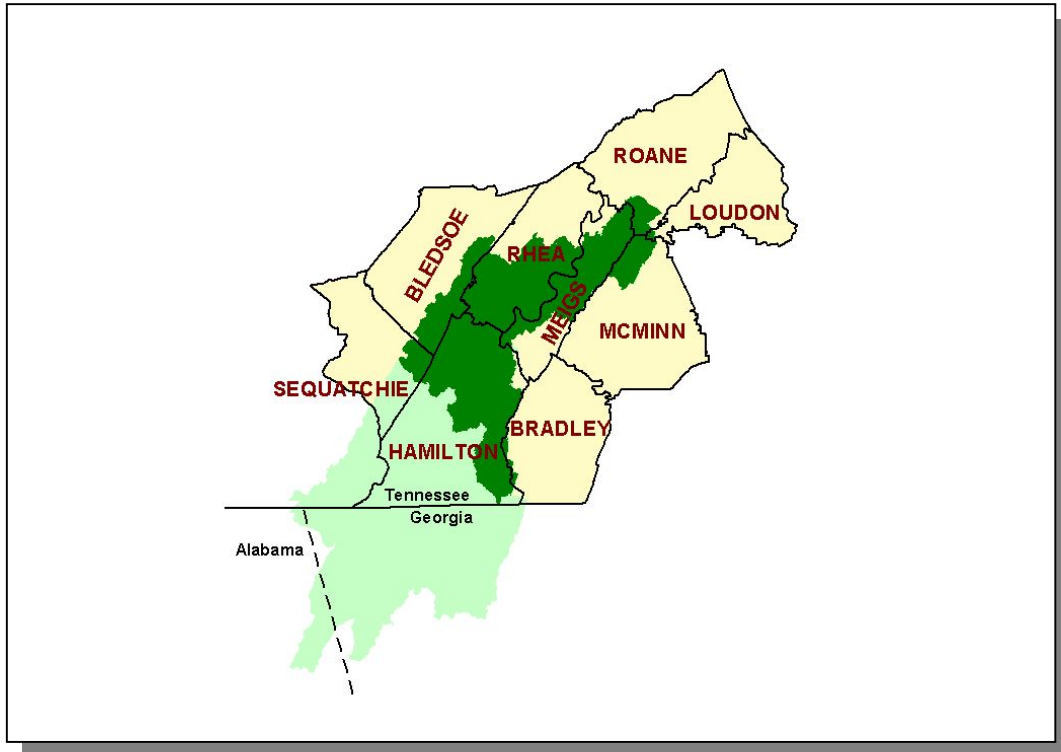 ROANE
LOUDON
BLEDSOE
RHEA
MEIGS
MCMINN
SEQUATCHIE
BRADLEY
HAMILTON
Tennessee
Georgia
Alabama